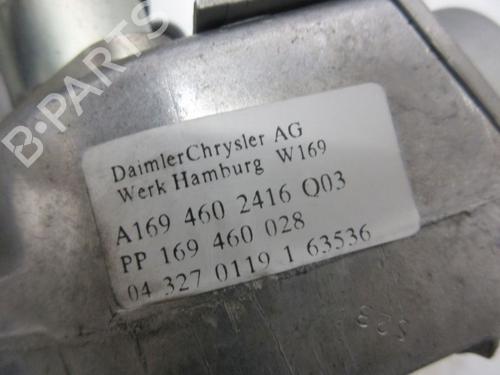 B-PARTS
DaimlerChrysler AG
Werk Hamburg W169
A169 460 2416 Q03
PP 169 460 028
04 327 0119 1 63536